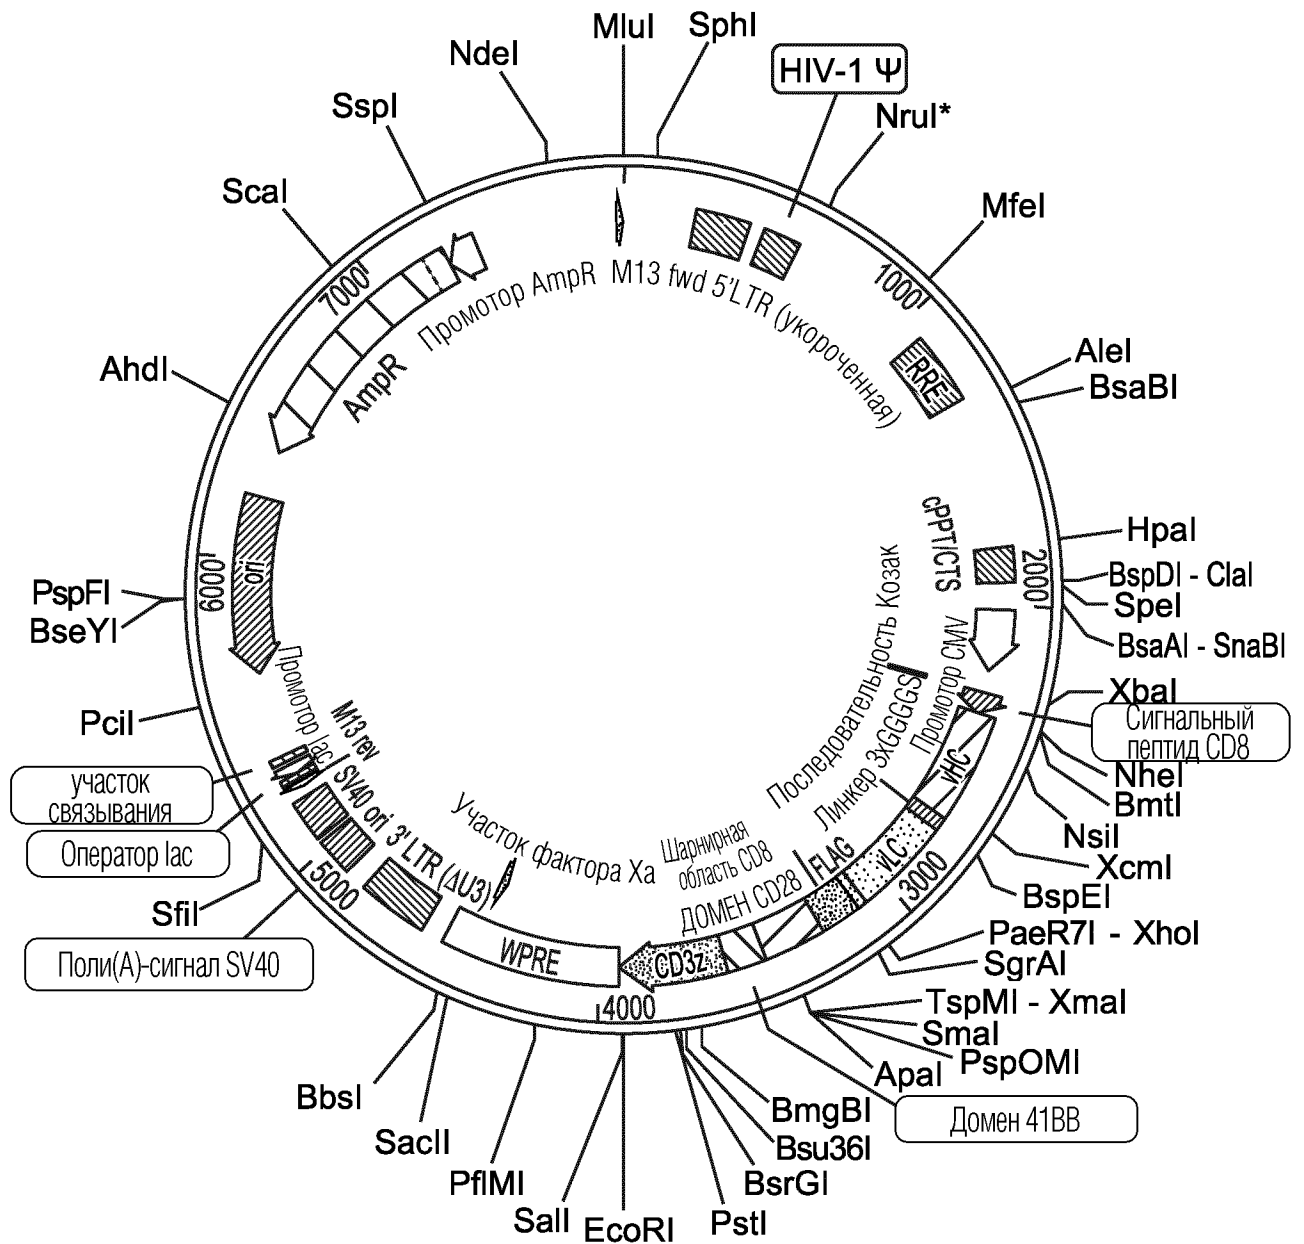 MluI
SphI
NdeI
HIV-1 Ψ
SspI
NruI*
ScaI
MfeI
7000
1000
Промотор AmpR
M13 fwd
5'LTR (укороченная)
AmpR
RRE
AhdI
AleI
BsaBI
cPPT/CTS
HpaI
ori
6000
2000
BspDI - ClaI
SpeI
PspFI
BseYI
BsaAI - SnaBI
Последовательность Козак
Промотор CMV
XbaI
Сигнальный
пептид CD8
PciI
Промотор lac
M13 rev
Линкер 3xGGGGS
vHC
NheI
BmtI
участок
связывания
NsiI
Оператор lac
SV40 ori
3'LTR (ΔU3)
Участок фактора Xa
Шарнирная
область CD8
ДОМЕН CD28
FLAG
vLC
XcmI
5000
3000
BspEI
SfiI
PaeR7I - XhoI
SgrAI
WPRE
CD3z
Поли(А)-сигнал SV40
4000
TspMI - XmaI
SmaI
PspOMI
ApaI
BbsI
BmgBI
Домен 41BB
SacII
Bsu36I
PflMI
BsrGI
SalI
EcoRI
PstI